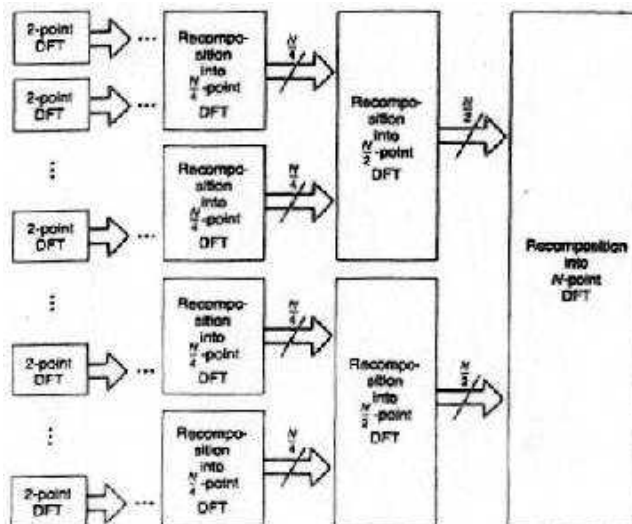 2-point
DFT
2-point
DFT
2-point
DFT
2-point
DFT
2-point
DFT
...
...
...
...
...
Recompo-
sition
into
N/4-point
DFT
Recompo-
sition
into
N/4-point
DFT
Recompo-
sition
into
N/4-point
DFT
Recompo-
sition
into
N/4-point
DFT
N/4
N/4
N/4
N/4
Recompo-
sition
into
N/2-point
DFT
Recompo-
sition
into
N/2-point
DFT
N/2
N/2
Recomposition
into
N-point
DFT